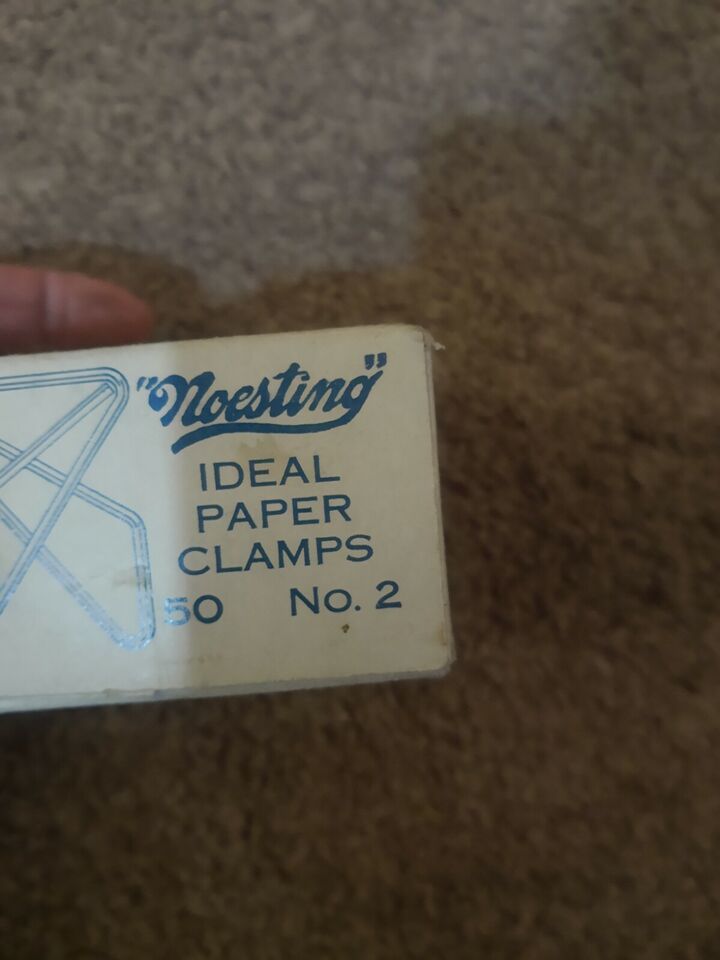 "Noesting"
IDEAL
PAPER
CLAMPS
50 No. 2